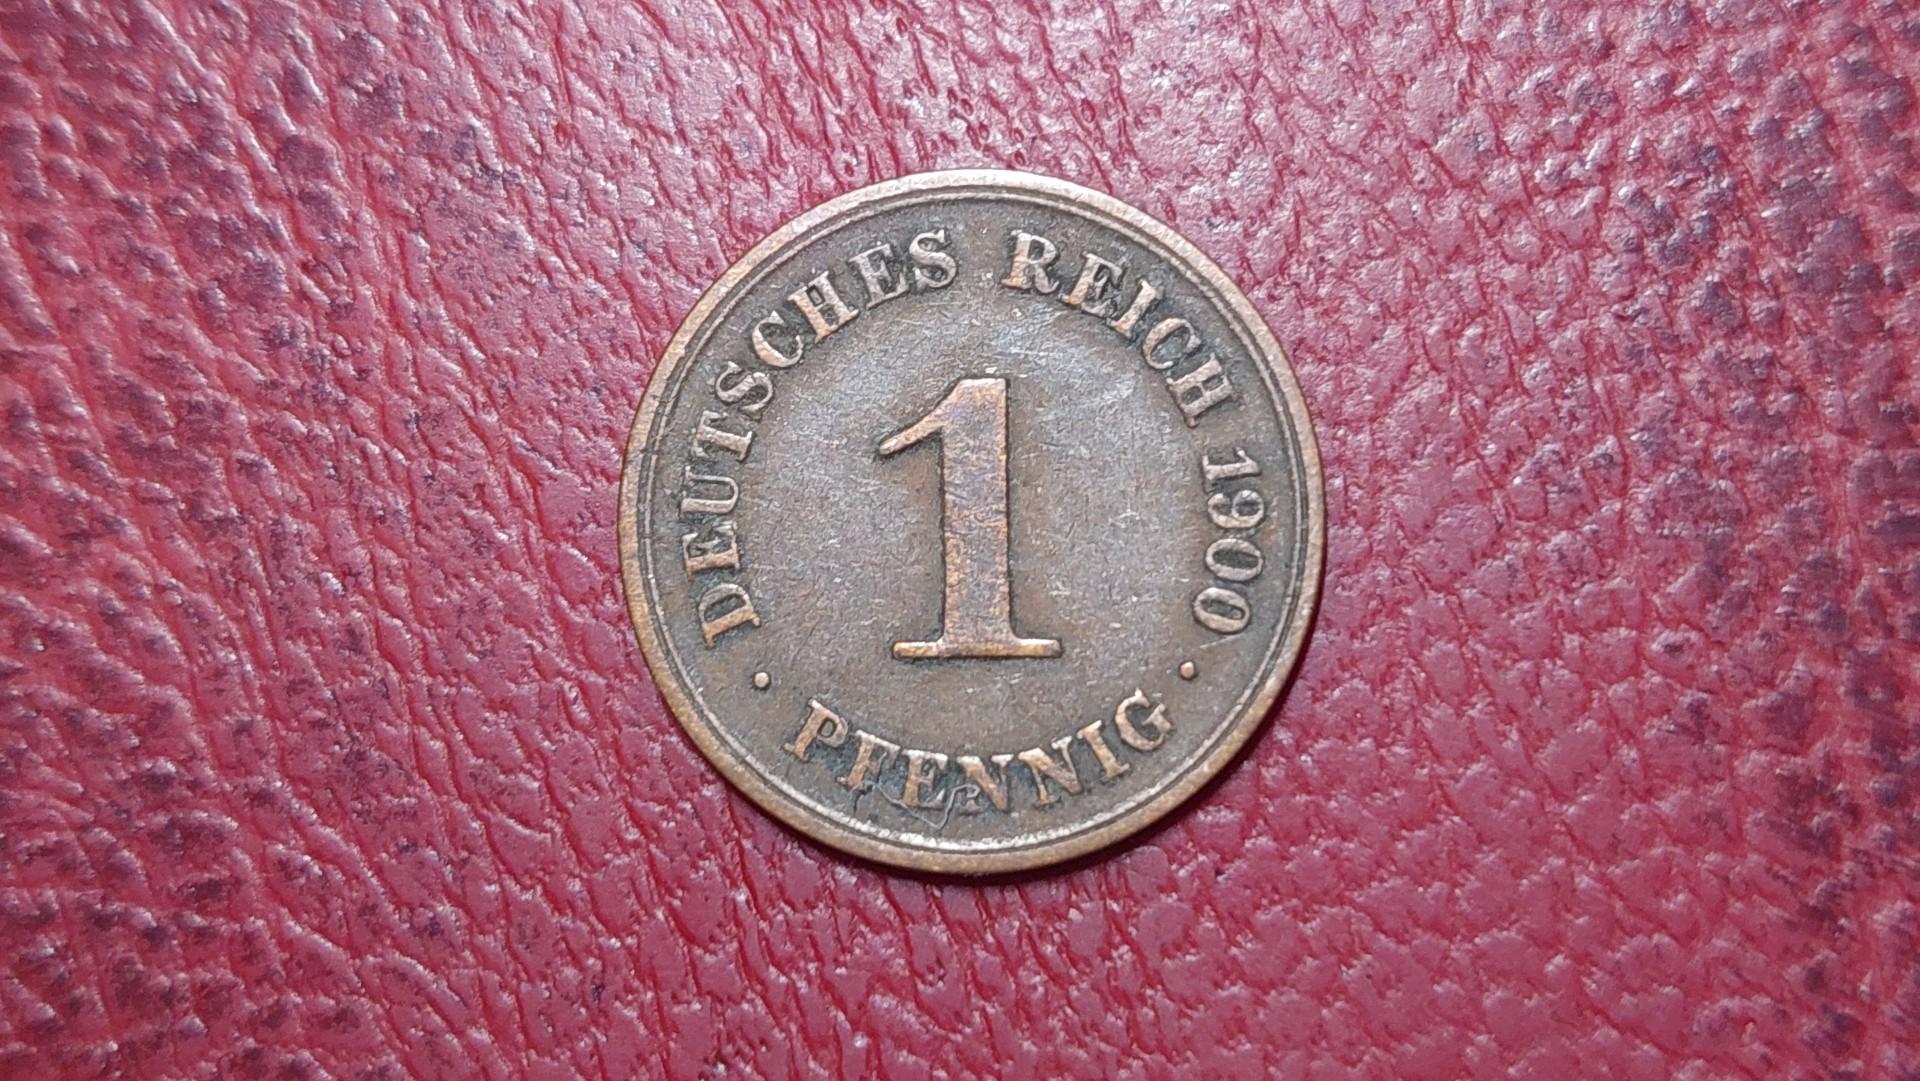 DEUTSCHES REICH 1900
1
· PFENNIG ·